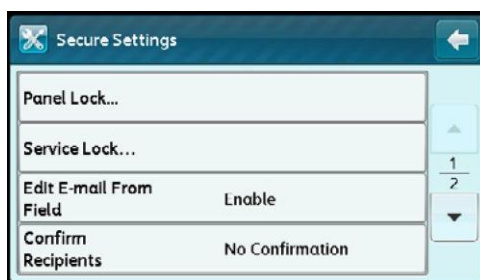 Secure Settings
Panel Lock...
Service Lock...
Edit E-mail From
Field
Enable
Confirm
Recipients
No Confirmation
1
2